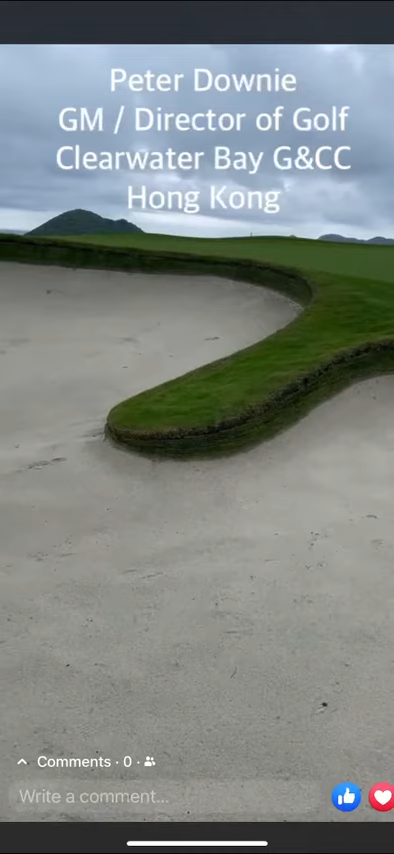 Peter Downie
GM / Director of Golf
Clearwater Bay G&CC
Hong Kong
Comments · 0 ·
Write a comment...